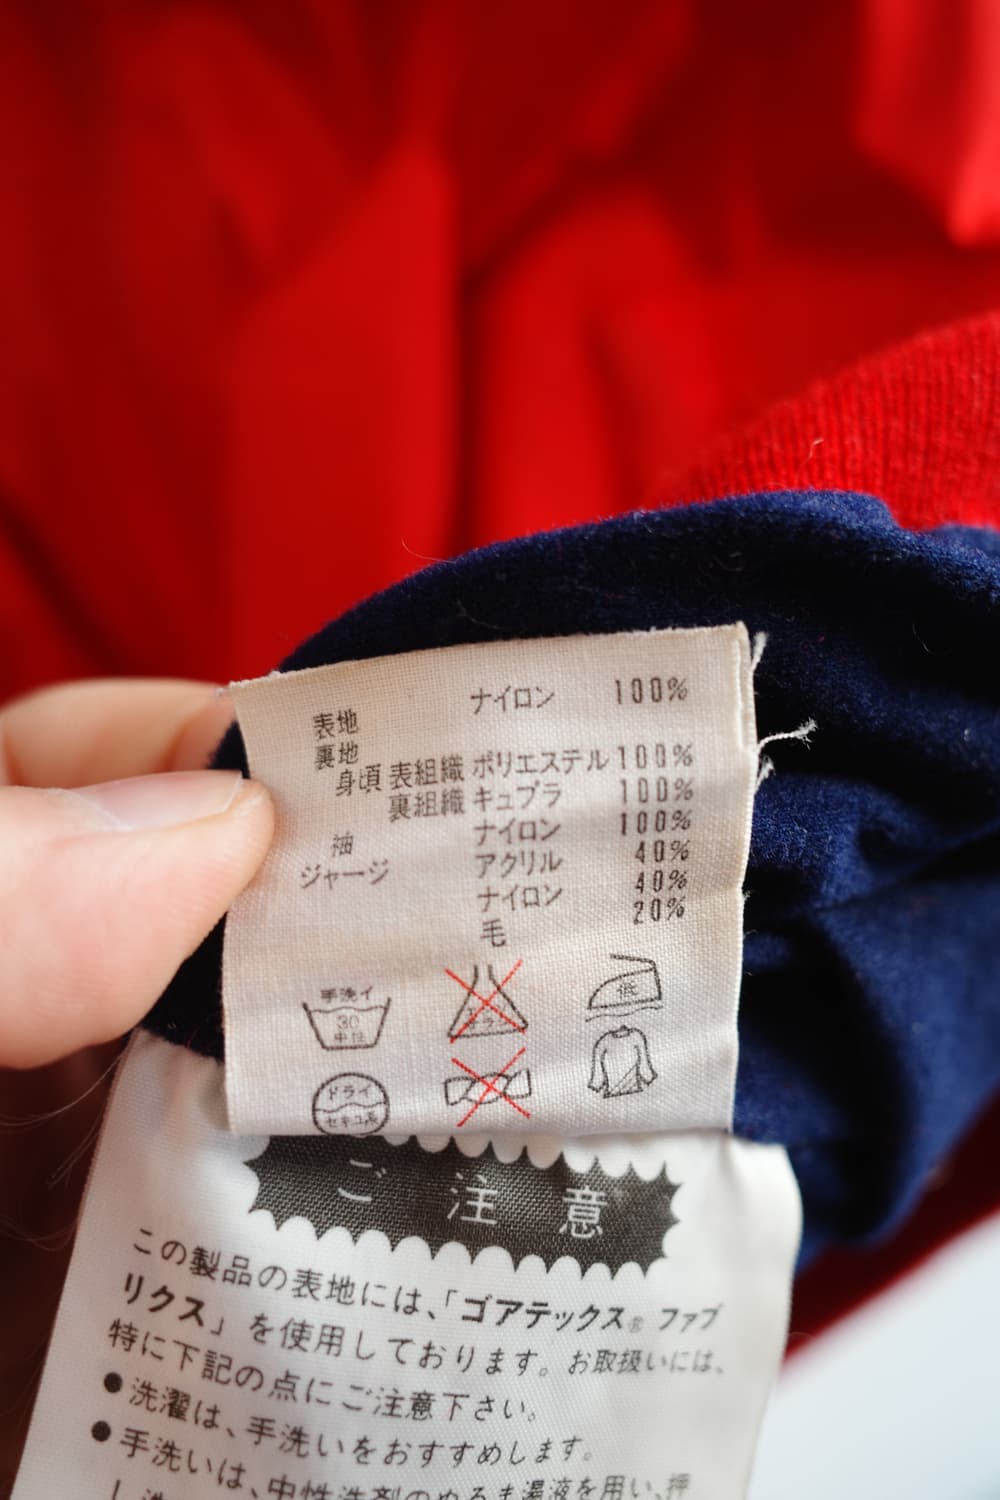 表地 ナイロン 100%
裏地
身頃 表組織 ポリエステル 100%
裏組織 キュプラ 100%
袖 ナイロン 100%
ジャージ アクリル 40%
ナイロン 40%
毛 20%
手洗イ
30
中性
エンソ
低
ドライ
セキユ系
ご注意
この製品の表地には、「ゴアテックス® ファブ
リクス」を使用しております。お取扱いには、
特に下記の点にご注意下さい。
●洗濯は、手洗いをおすすめします。
●手洗いは、中性洗剤のぬるま湯液を用い、押
し洗